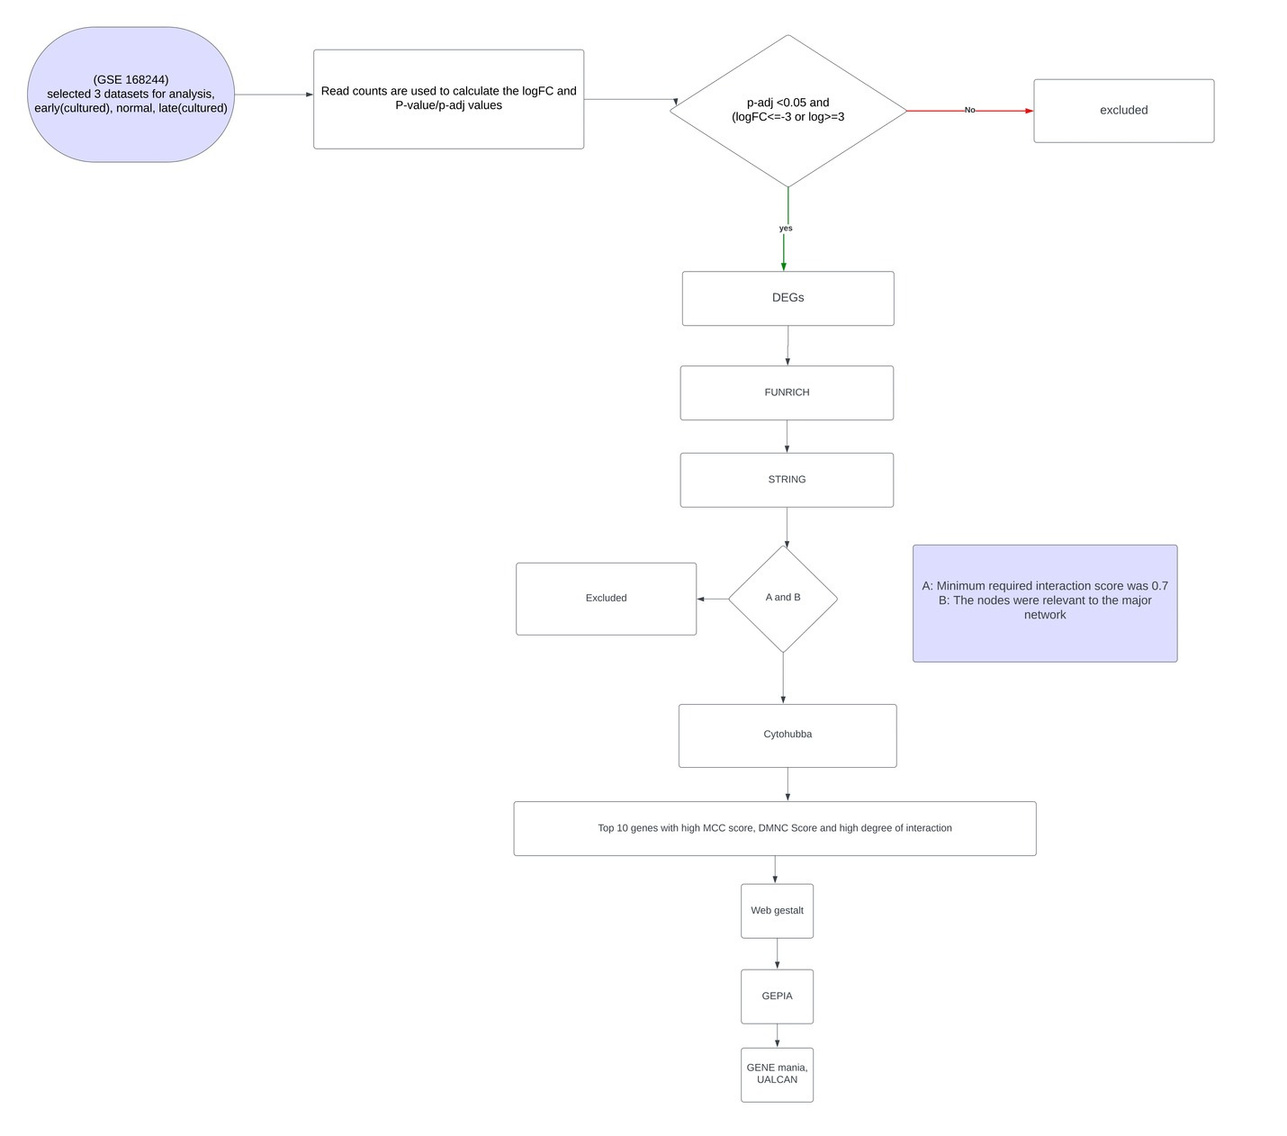 (GSE 168244)
selected 3 datasets for analysis,
early(cultured), normal, late(cultured)
Read counts are used to calculate the logFC and
P-value/p-adj values
p-adj <0.05 and
(logFC<=-3 or log>=3
No
excluded
yes
DEGs
FUNRICH
STRING
A and B
Excluded
A: Minimum required interaction score was 0.7
B: The nodes were relevant to the major
network
Cytohubba
Top 10 genes with high MCC score, DMNC Score and high degree of interaction
Web gestalt
GEPIA
GENE mania,
UALCAN